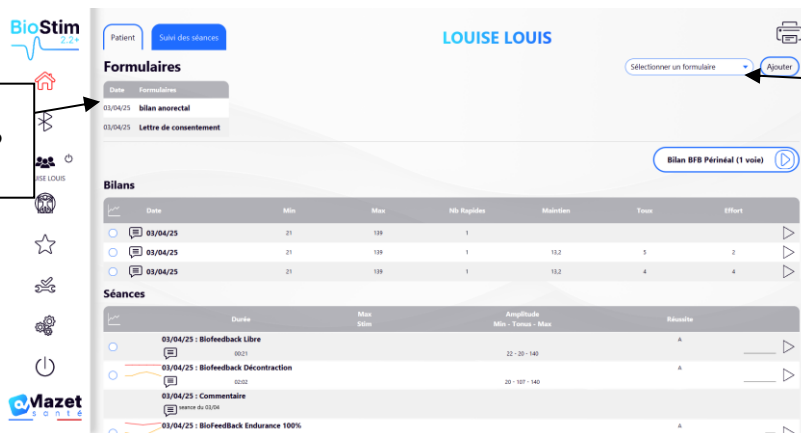 BioStim
2.2+
Patient
Suivi des séances
LOUISE LOUIS
Formulaires
Sélectionner un formulaire
Ajouter
Date Formulaires
03/04/25 bilan anorectal
03/04/25 Lettre de consentement
LOUIS
Bilan BFB Périnéal (1 voie)
Bilans
Date Min Max Nb Rapides Maintien Toux Effort
03/04/25 21 139 1
03/04/25 21 139 1 13,2 5 2
03/04/25 21 139 1 13,2 4 4
Séances
Durée Max Stim Amplitude Min - Tonus - Max Réussite
03/04/25 : Biofeedback Libre A
00:21 22 - 20 - 140
03/04/25 : Biofeedback Décontraction A
02:02 20 - 107 - 140
03/04/25 : Commentaire
seance du 03/04
03/04/25 : BioFeedBack Endurance 100% A
Mazet
santé